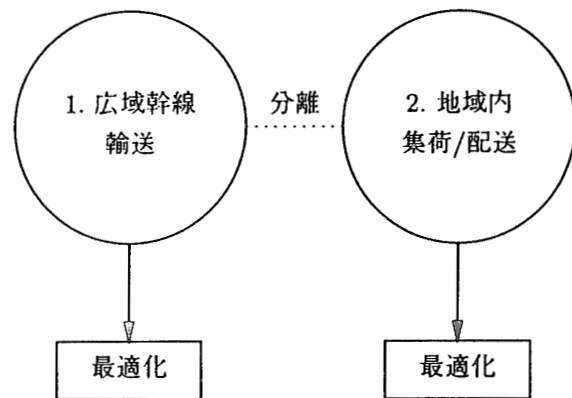 1. 広域幹線
輸送
分離
2. 地域内
集荷/配送
最適化
最適化